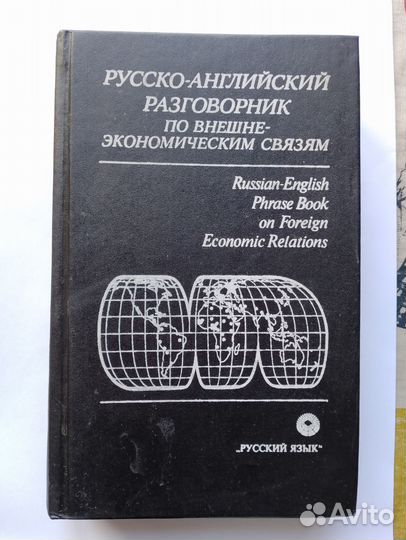 РУССКО-АНГЛИЙСКИЙ
РАЗГОВОРНИК
ПО ВНЕШНЕ-
ЭКОНОМИЧЕСКИМ СВЯЗЯМ
Russian-English
Phrase Book
on Foreign
Economic Relations
„РУССКИЙ ЯЗЫК“
Avito